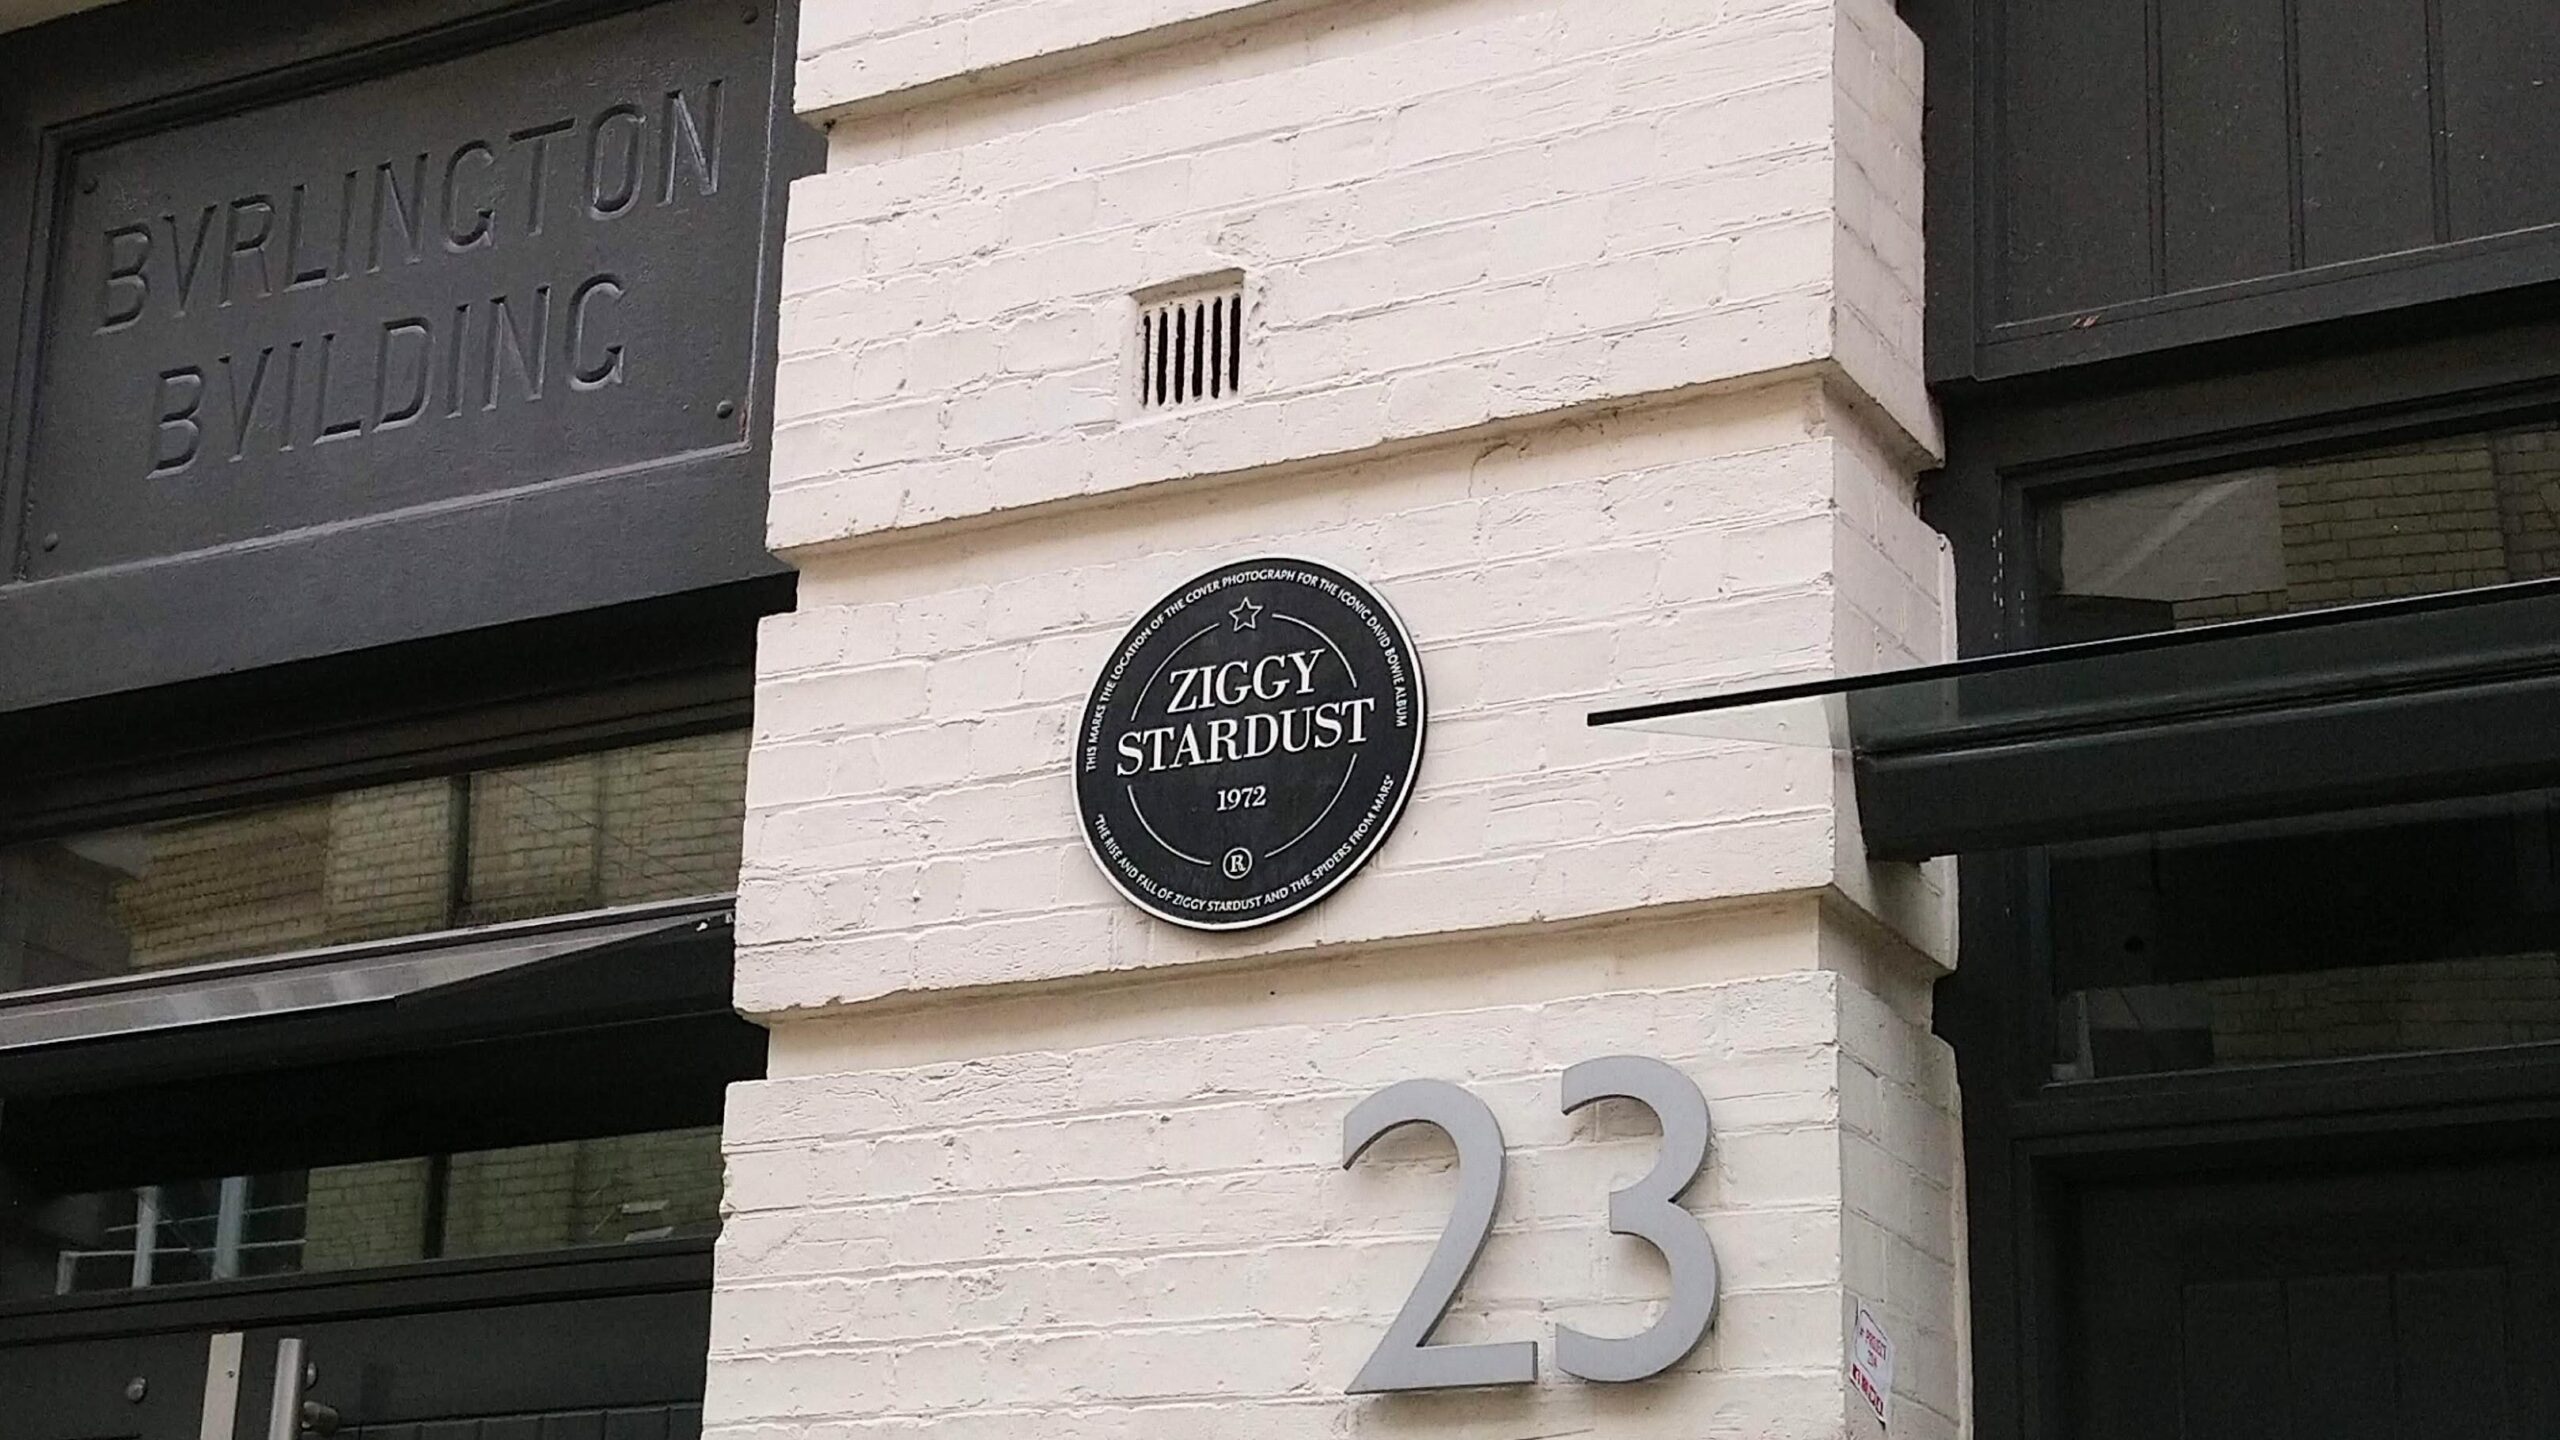 BVRLINGTON
BVILDING
THIS MARKS THE LOCATION OF THE COVER PHOTOGRAPH FOR THE ICONIC DAVID BOWIE ALBUM
ZIGGY
STARDUST
1972
R
"THE RISE AND FALL OF ZIGGY STARDUST AND THE SPIDERS FROM MARS"
23
PROJECT